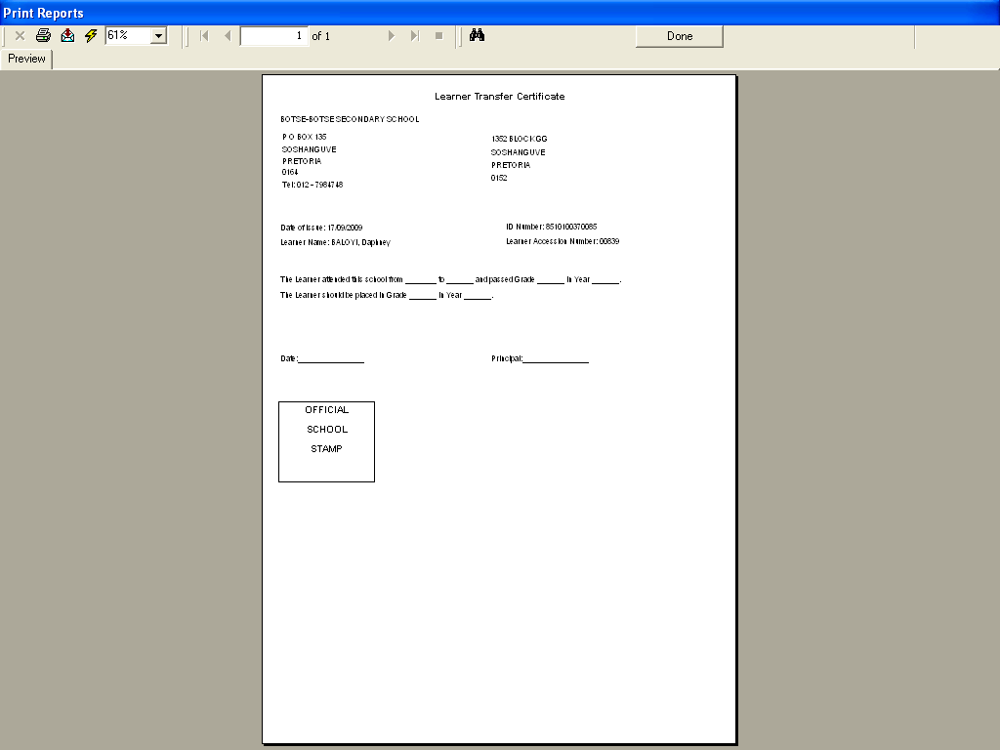 Print Reports
61%
1 of 1
Done
Preview
Learner Transfer Certificate
BOTSE-BOTSE SECONDARY SCHOOL
P O BOX 135
SOSHANGUVE
PRETORIA
0164
Tel: 012 - 7984748
1352 BLOCK GG
SOSHANGUVE
PRETORIA
0152
Date of Issue: 17/09/2009
ID Number: 8510100370085
Learner Name: BALOYI, Daphney
Learner Accession Number: 00839
The Learner attended this school from _______ to ______ and passed Grade ______ in Year ______.
The Learner should be placed in Grade ______ in Year ______.
Date:_______________
Principal:_______________
OFFICIAL
SCHOOL
STAMP